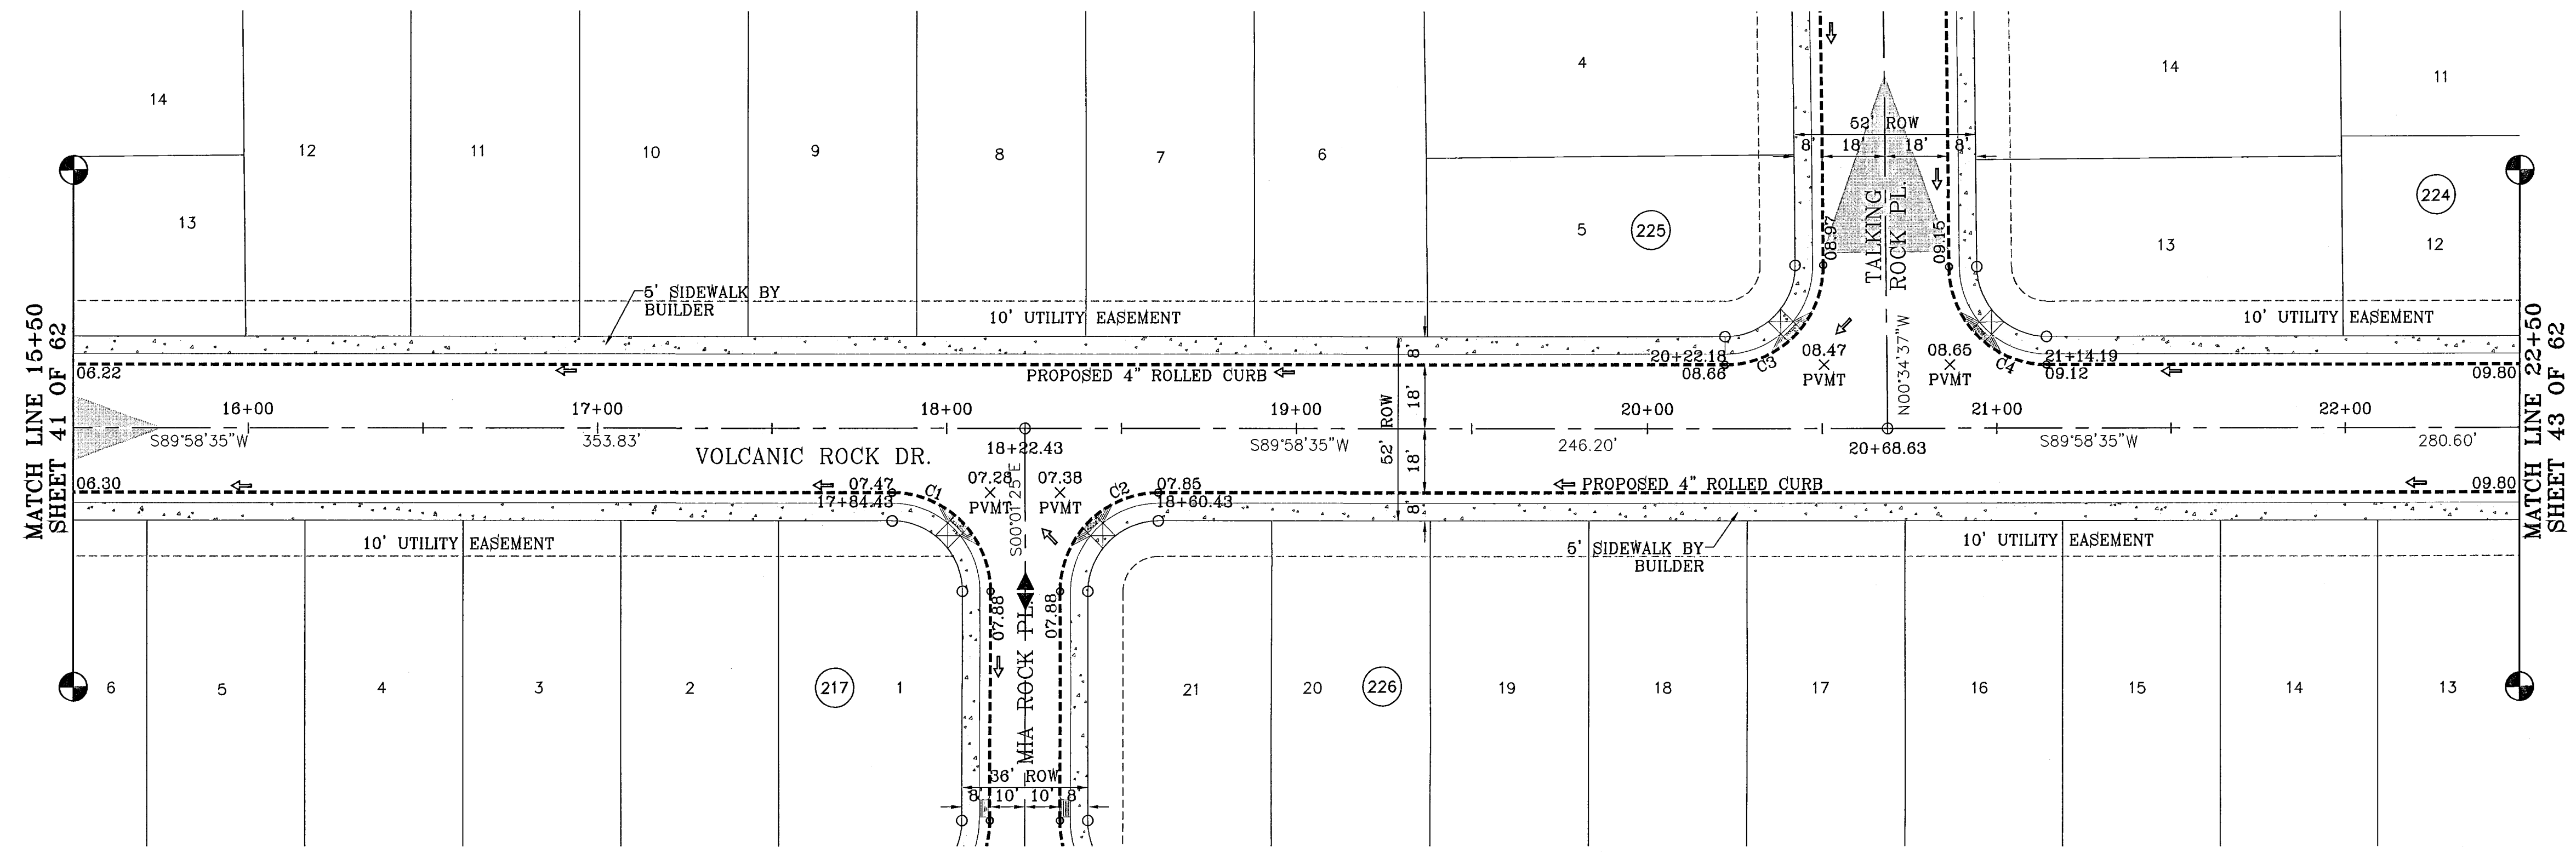 MATCH LINE 15+50
SHEET 41 OF 62
14
13
12
11
10
9
8
7
6
4
5
225
14
13
11
12
224
52' ROW
8'
18'
18'
8'
TALKING
ROCK PL.
08.97
09.15
N00°34'37"W
5' SIDEWALK BY
BUILDER
10' UTILITY EASEMENT
10' UTILITY EASEMENT
06.22
PROPOSED 4" ROLLED CURB
20+22.18
08.66
C3
08.47
PVMT
08.65
PVMT
C4
21+14.19
09.12
09.80
16+00
17+00
18+00
19+00
20+00
21+00
22+00
S89°58'35"W
353.83'
18+22.43
S89°58'35"W
246.20'
20+68.63
S89°58'35"W
280.60'
VOLCANIC ROCK DR.
52' ROW
8'
18'
18'
8'
06.30
07.47
17+84.43
C1
07.28
PVMT
07.38
PVMT
C2
07.85
18+60.43
PROPOSED 4" ROLLED CURB
09.80
S00°01'25"E
10' UTILITY EASEMENT
5' SIDEWALK BY
BUILDER
10' UTILITY EASEMENT
07.88
07.88
MIA ROCK PL.
36' ROW
8'
10'
10'
8'
6
5
4
3
2
217
1
21
20
226
19
18
17
16
15
14
13
MATCH LINE 22+50
SHEET 43 OF 62